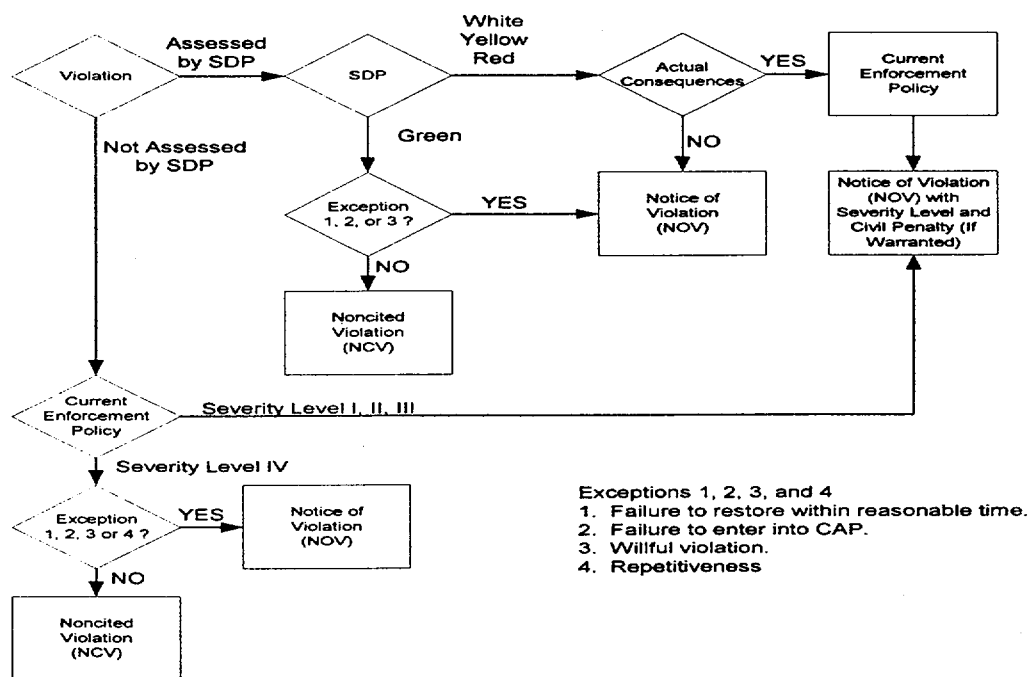 White
Yellow
Red
Assessed
by SDP
Violation
SDP
Actual
Consequences
YES
Current
Enforcement
Policy
Not Assessed
by SDP
Green
NO
Exception
1, 2, or 3 ?
YES
Notice of
Violation
(NOV)
Notice of Violation
(NOV) with
Severity Level and
Civil Penalty (If
Warranted)
NO
Noncited
Violation
(NCV)
Current
Enforcement
Policy
Severity Level I, II, III
Severity Level IV
Exception
1, 2, 3 or 4 ?
YES
Notice of
Violation
(NOV)
NO
Noncited
Violation
(NCV)
Exceptions 1, 2, 3, and 4
1. Failure to restore within reasonable time.
2. Failure to enter into CAP.
3. Willful violation.
4. Repetitiveness